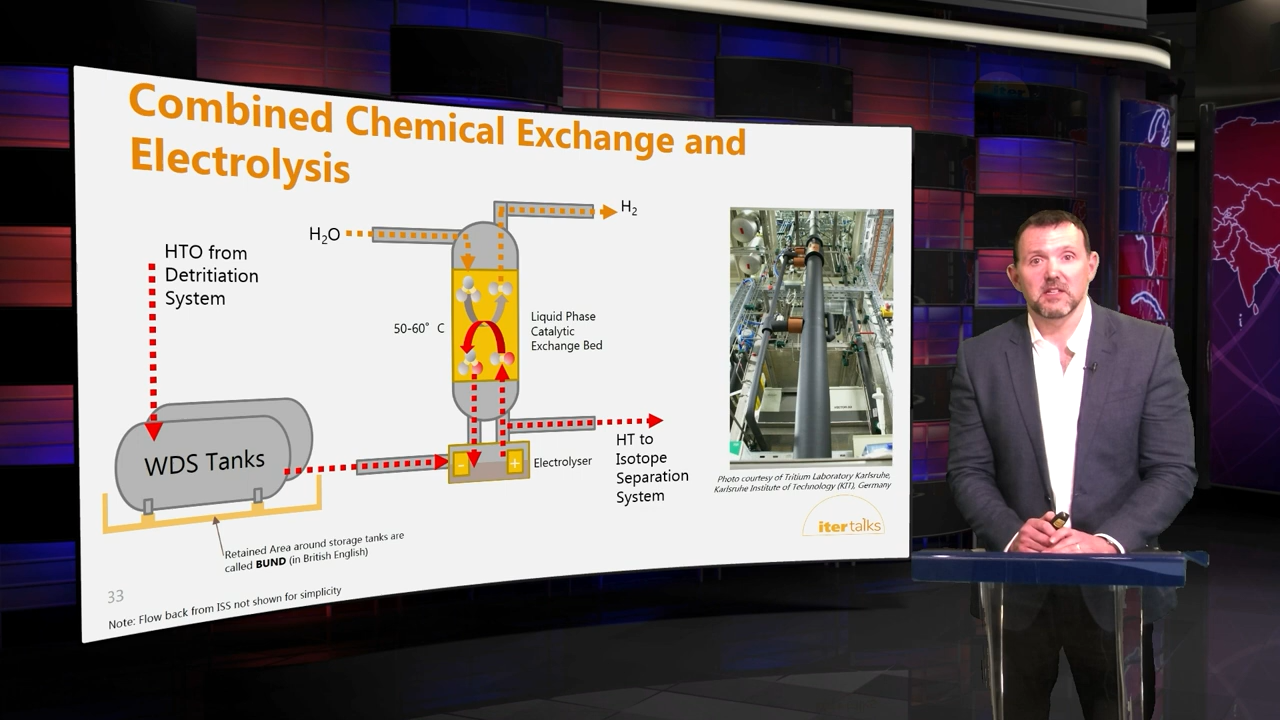 Combined Chemical Exchange and
Electrolysis
H₂
H₂O
HTO from
Detritiation
System
50-60° C
Liquid Phase
Catalytic
Exchange Bed
WDS Tanks
-
+
Electrolyser
HT to
Isotope
Separation
System
Photo courtesy of Tritium Laboratory Karlsruhe,
Karlsruhe Institute of Technology (KIT), Germany
iter talks
Retained Area around storage tanks are
called BUND (in British English)
33
Note: Flow back from ISS not shown for simplicity
iter